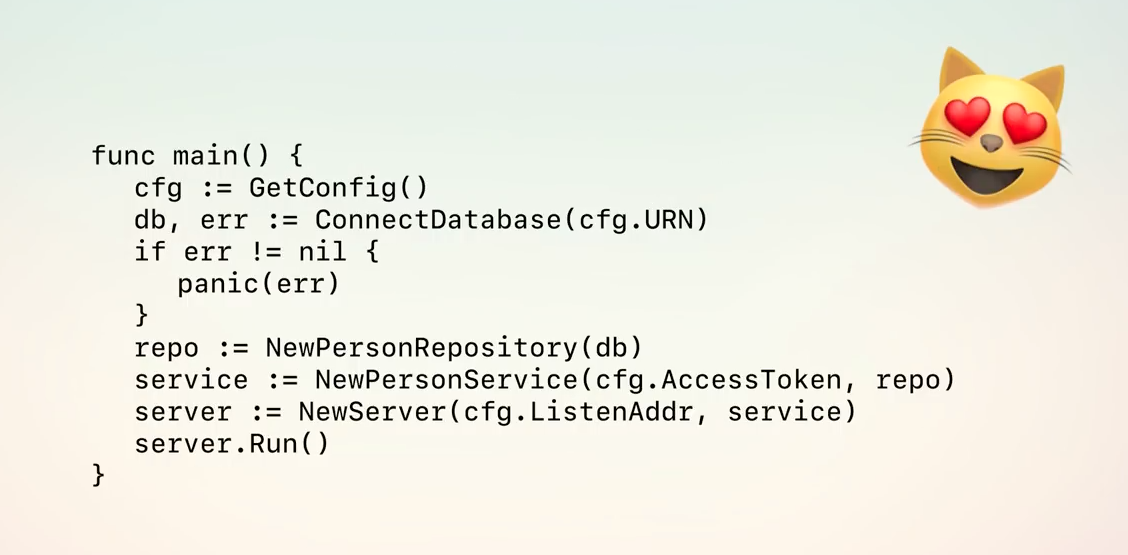 func main() {
cfg := GetConfig()
db, err := ConnectDatabase(cfg.URN)
if err != nil {
panic(err)
}
repo := NewPersonRepository(db)
service := NewPersonService(cfg.AccessToken, repo)
server := NewServer(cfg.ListenAddr, service)
server.Run()
}